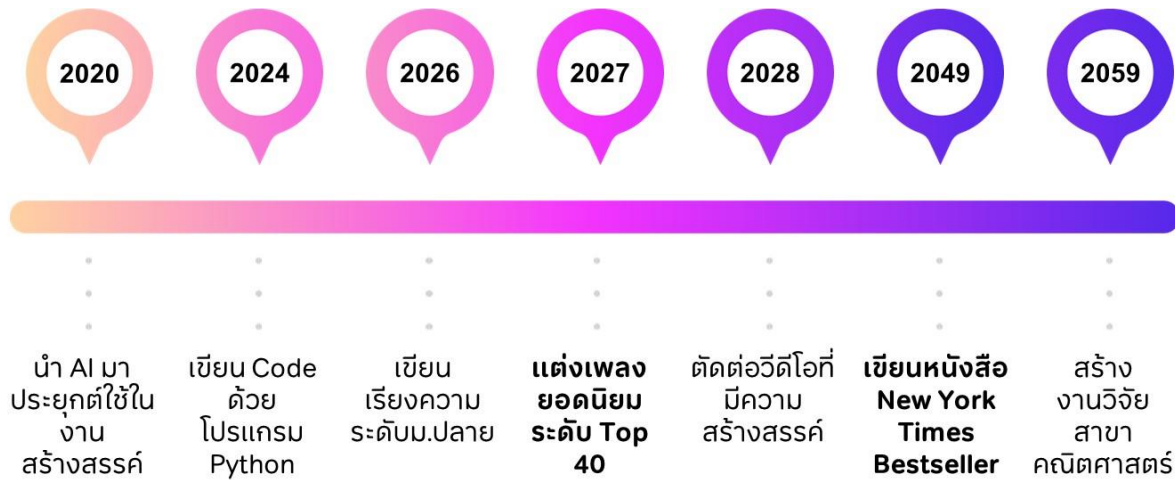 2020
2024
2026
2027
2028
2049
2059
นำ AI มา
ประยุกต์ใช้ใน
งาน
สร้างสรรค์
เขียน Code
ด้วย
โปรแกรม
Python
เขียน
เรียงความ
ระดับม.ปลาย
แต่งเพลง
ยอดนิยม
ระดับ Top
40
ตัดต่อวีดีโอที่
มีความ
สร้างสรรค์
เขียนหนังสือ
New York
Times
Bestseller
สร้าง
งานวิจัย
สาขา
คณิตศาสตร์